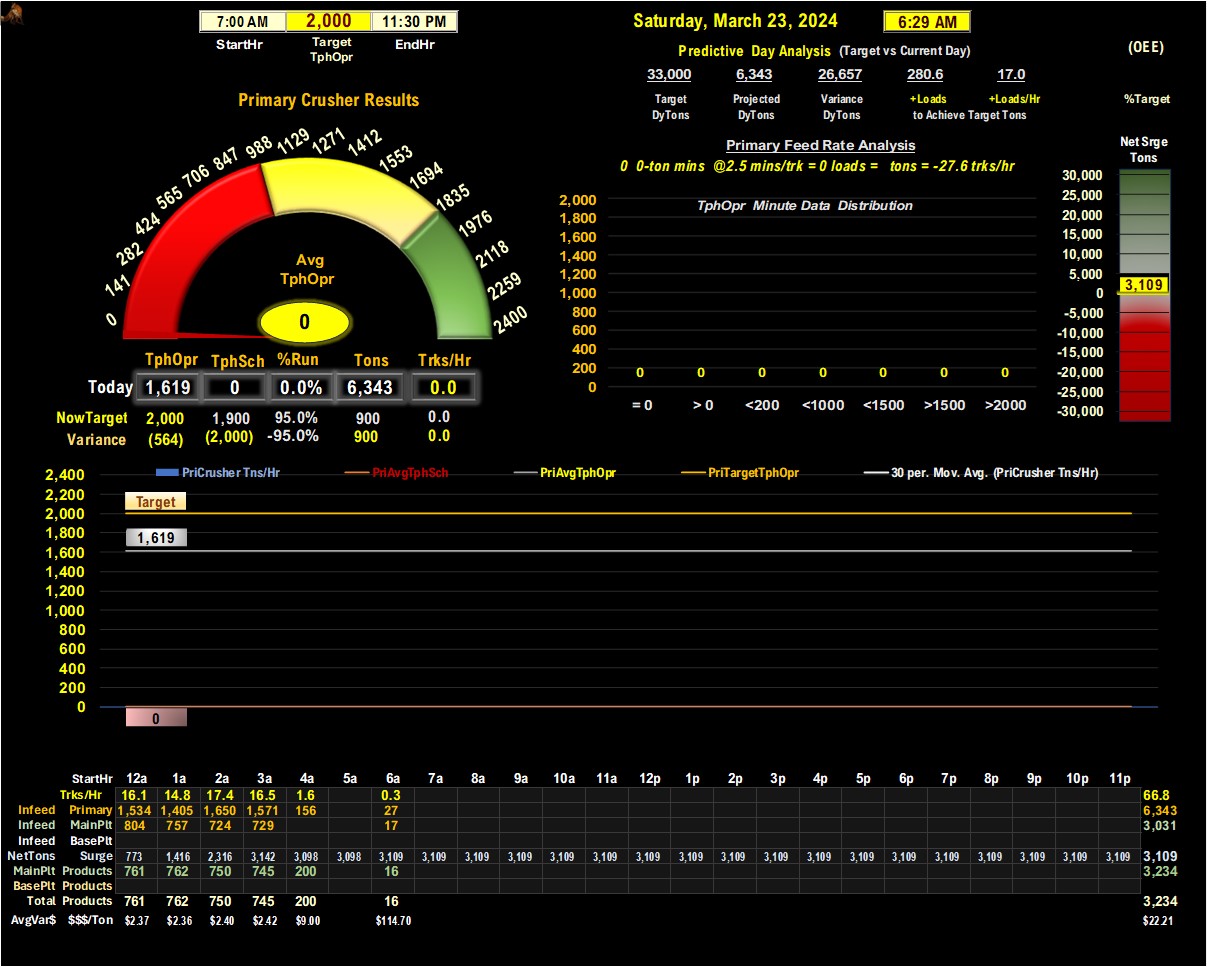 7:00 AM 2,000 11:30 PM
StartHr Target TphOpr EndHr
Saturday, March 23, 2024 6:29 AM
Predictive Day Analysis (Target vs Current Day)
33,000 6,343 26,657 280.6 17.0
Target Projected Variance +Loads +Loads/Hr
DyTons DyTons DyTons to Achieve Target Tons
(OEE)
%Target
Net Srge
Tons
Primary Crusher Results
0 141 282 424 565 706 847 988 1129 1271 1412 1553 1694 1835 1976 2118 2259 2400
Avg
TphOpr
0
Primary Feed Rate Analysis
0 0-ton mins @2.5 mins/trk = 0 loads = tons = -27.6 trks/hr
TphOpr Minute Data Distribution
2,000
1,800
1,600
1,400
1,200
1,000
800
600
400
200
0
0 0 0 0 0 0 0
= 0 > 0 <200 <1000 <1500 >1500 >2000
30,000
25,000
20,000
15,000
10,000
5,000
3,109
0
-5,000
-10,000
-15,000
-20,000
-25,000
-30,000
TphOpr TphSch %Run Tons Trks/Hr
Today 1,619 0 0.0% 6,343 0.0
NowTarget 2,000 1,900 95.0% 900 0.0
Variance (564) (2,000) -95.0% 900 0.0
PriCrusher Tns/Hr PriAvgTphSch PriAvgTphOpr PriTargetTphOpr 30 per. Mov. Avg. (PriCrusher Tns/Hr)
2,400
2,200
Target
2,000
1,800
1,619
1,600
1,400
1,200
1,000
800
600
400
200
0
0
StartHr 12a 1a 2a 3a 4a 5a 6a 7a 8a 9a 10a 11a 12p 1p 2p 3p 4p 5p 6p 7p 8p 9p 10p 11p
Trks/Hr 16.1 14.8 17.4 16.5 1.6 0.3 66.8
Infeed Primary 1,534 1,405 1,650 1,571 156 27 6,343
Infeed MainPlt 804 757 724 729 17 3,031
Infeed BasePlt
NetTons Surge 773 1,416 2,316 3,142 3,098 3,098 3,109 3,109 3,109 3,109 3,109 3,109 3,109 3,109 3,109 3,109 3,109 3,109 3,109 3,109 3,109 3,109 3,109 3,109 3,109
MainPlt Products 761 762 750 745 200 16 3,234
BasePlt Products
Total Products 761 762 750 745 200 16 3,234
AvgVar$ $$$/Ton $2.37 $2.36 $2.40 $2.42 $9.00 $114.70 $22.21